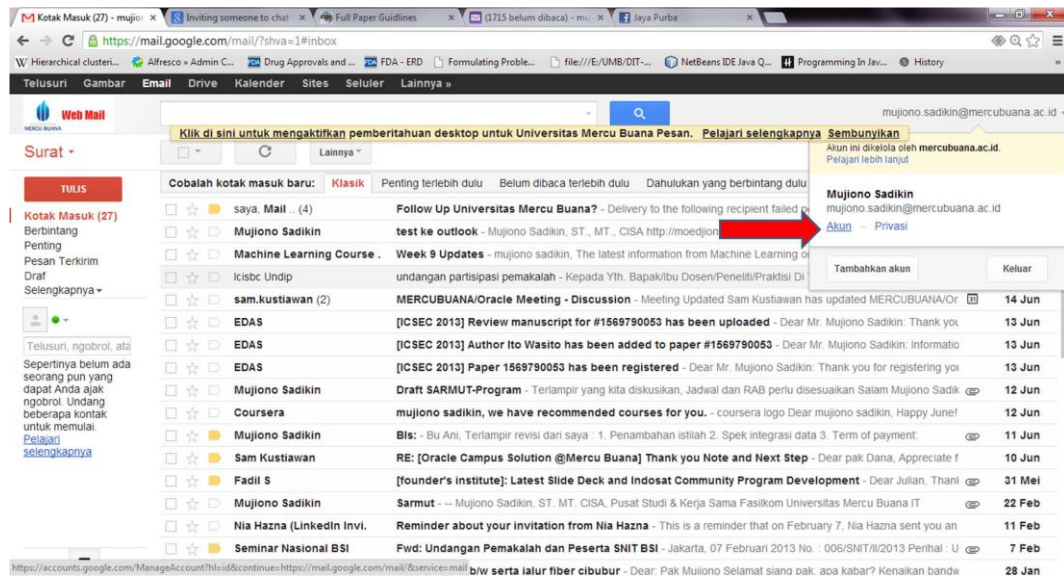 Kotak Masuk (27) - mujior
Inviting someone to chat
Full Paper Guidlines
(1715 belum dibaca) - mu
Jaya Purba
https://mail.google.com/mail/?shva=1#inbox
Hierarchical clusteri...
Alfresco » Admin C...
FDA Drug Approvals and ...
FDA FDA - ERD
Formulating Proble...
file:///E:/UMB/DIT-...
NetBeans IDE Java Q...
Programming In Jav...
History
Telusuri Gambar Email Drive Kalender Sites Seluler Lainnya »
Web Mail
MERCU BUANA
mujiono.sadikin@mercubuana.ac.id
Klik di sini untuk mengaktifkan pemberitahuan desktop untuk Universitas Mercu Buana Pesan. Pelajari selengkapnya Sembunyikan
Surat
Lainnya
Akun ini dikelola oleh mercubuana.ac.id.
Pelajari lebih lanjut
Mujiono Sadikin
mujiono.sadikin@mercubuana.ac.id
Akun – Privasi
Tambahkan akun
Keluar
TULIS
Kotak Masuk (27)
Berbintang
Penting
Pesan Terkirim
Draf
Selengkapnya
Telusuri, ngobrol, ata
Sepertinya belum ada
seorang pun yang
dapat Anda ajak
ngobrol. Undang
beberapa kontak
untuk memulai.
Pelajari
selengkapnya
Cobalah kotak masuk baru: Klasik Penting terlebih dulu Belum dibaca terlebih dulu Dahulukan yang berbintang dulu
saya, Mail .. (4) Follow Up Universitas Mercu Buana? - Delivery to the following recipient failed
Mujiono Sadikin test ke outlook - Mujiono Sadikin, ST., MT., CISA http://moedjion
Machine Learning Course . Week 9 Updates - mujiono sadikin, The latest information from Machine Learning
Icisbc Undip undangan partisipasi pemakalah - Kepada Yth. Bapak/Ibu Dosen/Peneliti/Praktisi Di
sam.kustiawan (2) MERCUBUANA/Oracle Meeting - Discussion - Meeting Updated Sam Kustiawan has updated MERCUBUANA/Or 31 14 Jun
EDAS [ICSEC 2013] Review manuscript for #1569790053 has been uploaded - Dear Mr. Mujiono Sadikin: Thank you 13 Jun
EDAS [ICSEC 2013] Author Ito Wasito has been added to paper #1569790053 - Dear Mr. Mujiono Sadikin: Informatio 13 Jun
EDAS [ICSEC 2013] Paper 1569790053 has been registered - Dear Mr. Mujiono Sadikin: Thank you for registering you 13 Jun
Mujiono Sadikin Draft SARMUT-Program - Terlampir yang kita diskusikan, Jadwal dan RAB perlu disesuaikan Salam Mujiono Sadik 12 Jun
Coursera mujiono sadikin, we have recommended courses for you. - coursera logo Dear mujiono sadikin, Happy June! 12 Jun
Mujiono Sadikin Bls: - Bu Ani, Terlampir revisi dari saya : 1. Penambahan istilah 2. Spek integrasi data 3. Term of payment: 11 Jun
Sam Kustiawan RE: [Oracle Campus Solution @Mercu Buana] Thank you Note and Next Step - Dear pak Dana, Appreciate f 10 Jun
Fadil S [founder's institute]: Latest Slide Deck and Indosat Community Program Development - Dear Julian, Thanl 31 Mei
Mujiono Sadikin Sarmut - -- Mujiono Sadikin, ST. MT. CISA, Pusat Studi & Kerja Sama Fasilkom Universitas Mercu Buana IT 22 Feb
Nia Hazna (LinkedIn Invi. Reminder about your invitation from Nia Hazna - This is a reminder that on February 7, Nia Hazna sent you an 11 Feb
Seminar Nasional BSI Fwd: Undangan Pemakalah dan Peserta SNIT BSI - Jakarta, 07 Februari 2013 No. : 006/SNIT/II/2013 Perihal : U 7 Feb
https://accounts.google.com/ManageAccount?hl=id&continue=https://mail.google.com/mail/&service=mail b/w serta jalur fiber cibubur - Dear: Pak Mujiono Selamat siang pak, apa kabar? Kenaikan bandw 28 Jan